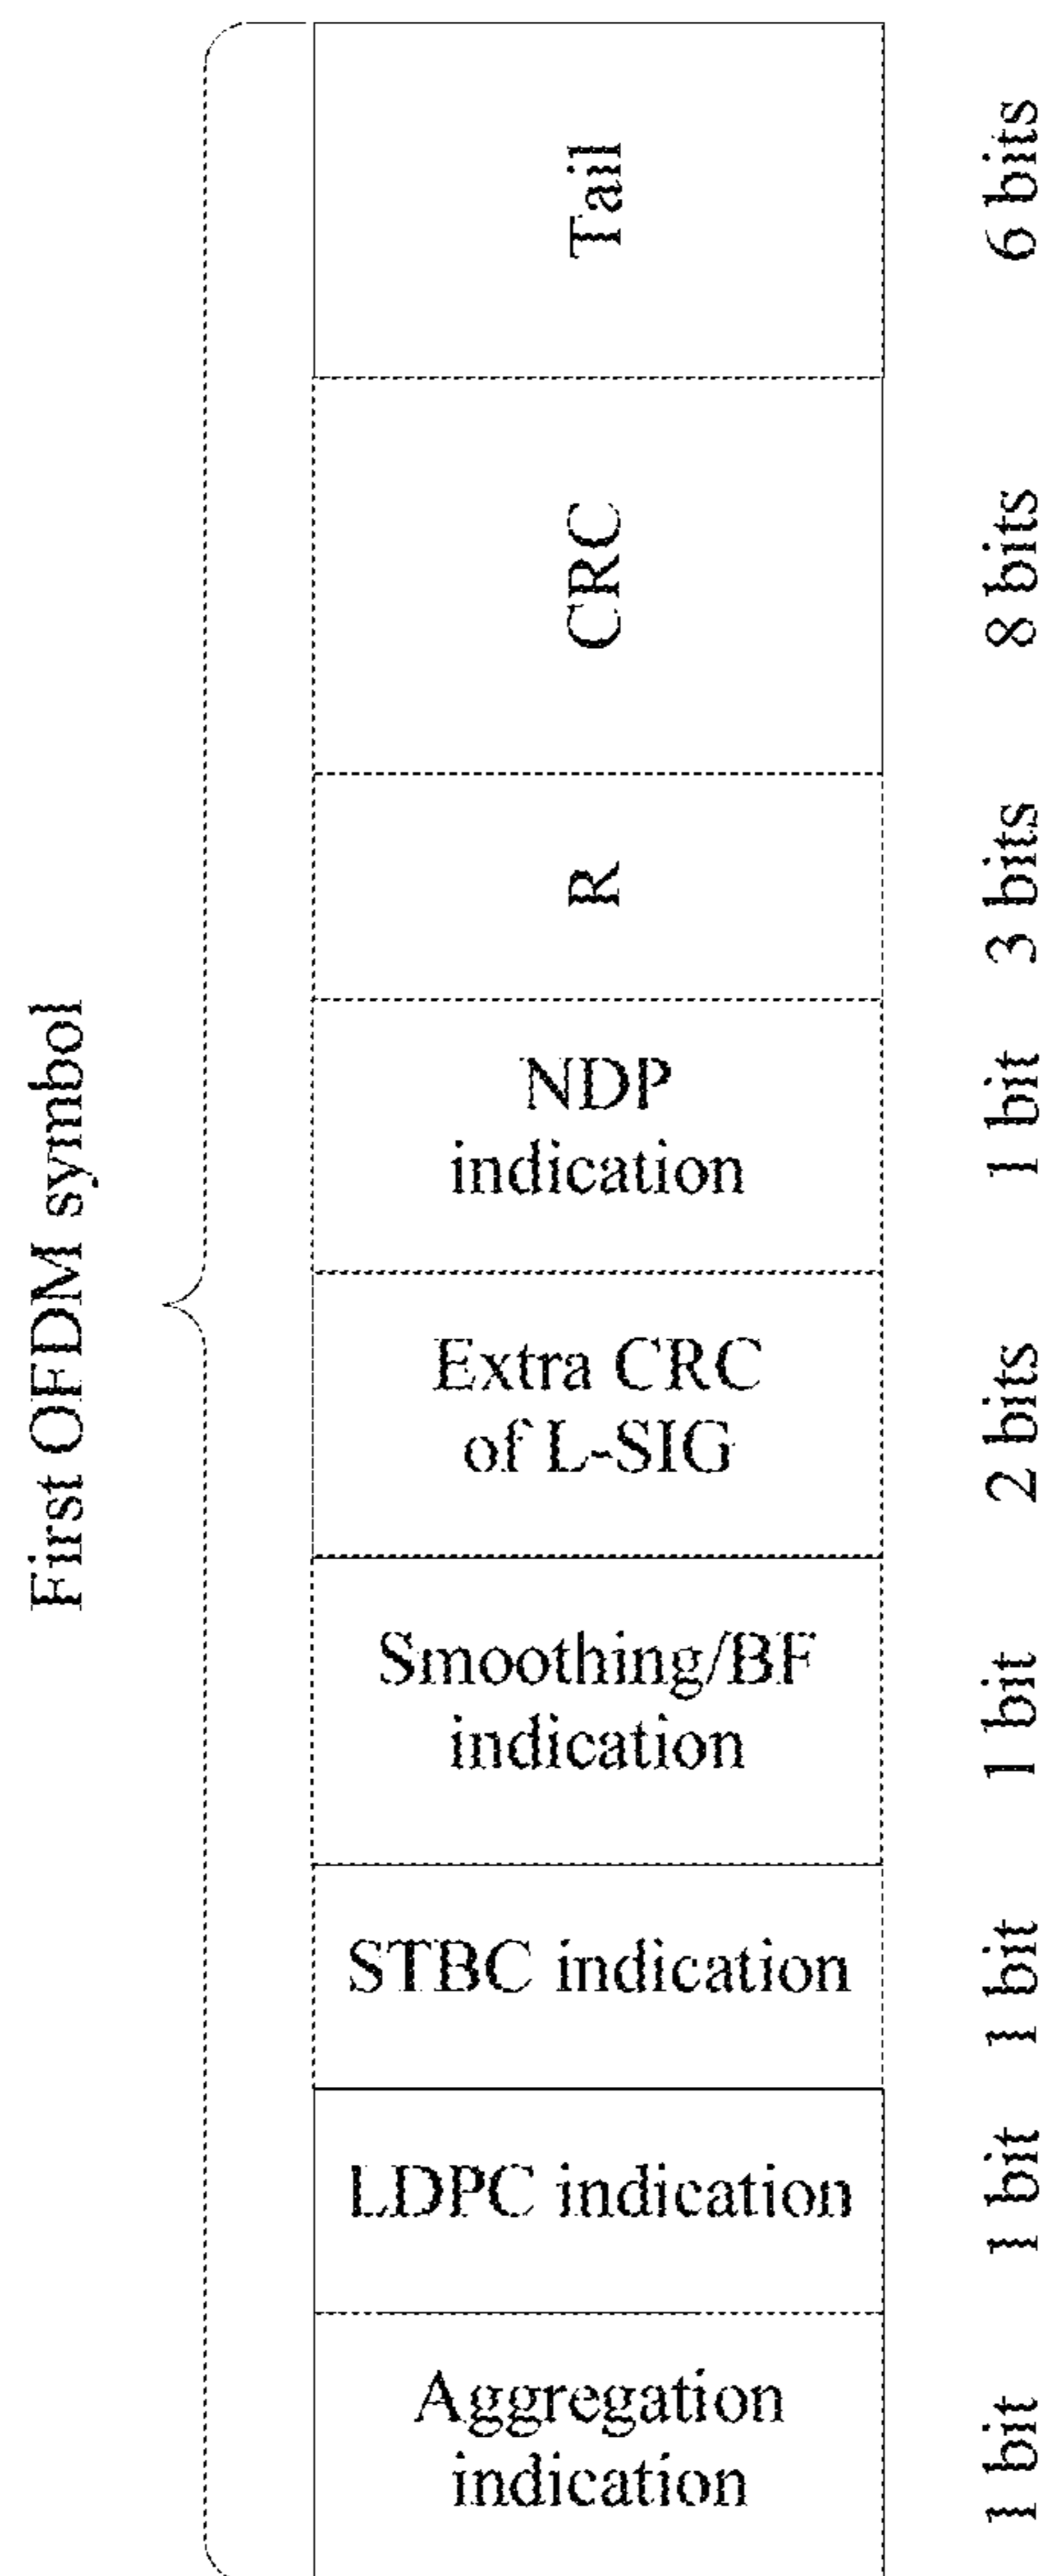 First OFDM symbol
Tail
6 bits
CRC
8 bits
R
3 bits
NDP
indication
1 bit
Extra CRC
of L-SIG
2 bits
Smoothing/BF
indication
1 bit
STBC indication
1 bit
LDPC indication
1 bit
Aggregation
indication
1 bit